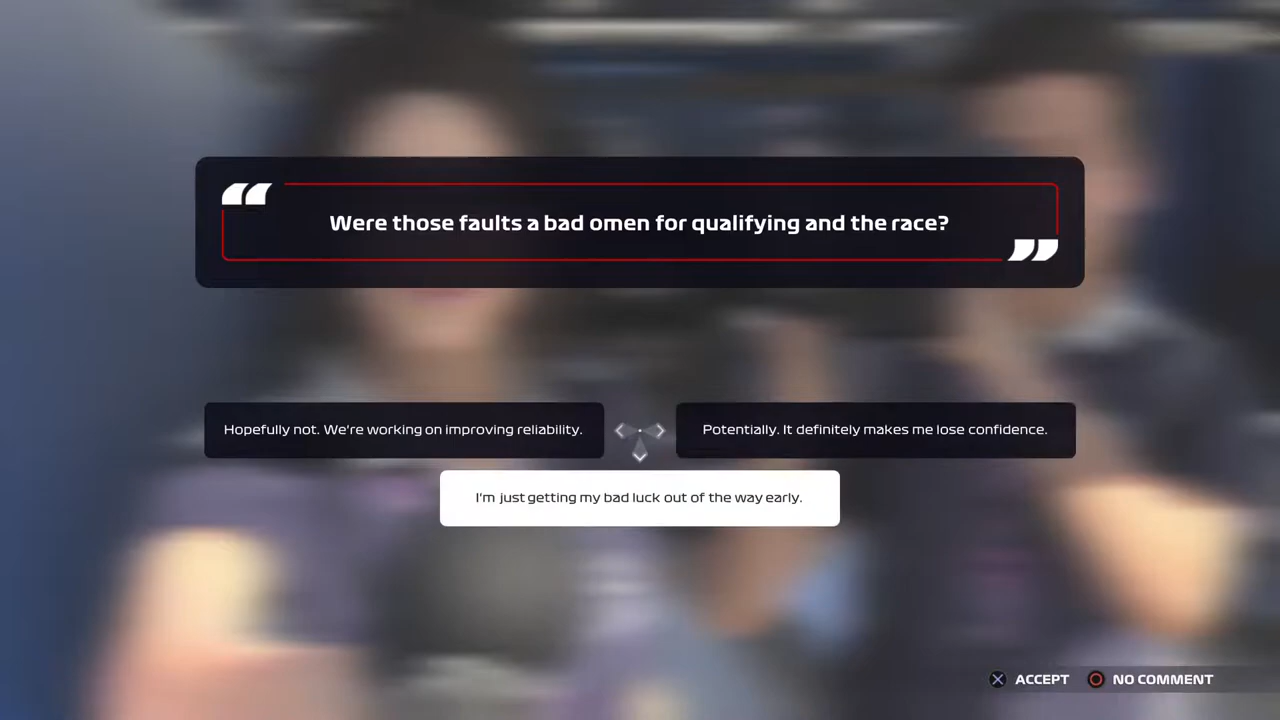 Were those faults a bad omen for qualifying and the race?
Hopefully not. We're working on improving reliability.
Potentially. It definitely makes me lose confidence.
I'm just getting my bad luck out of the way early.
ACCEPT
NO COMMENT